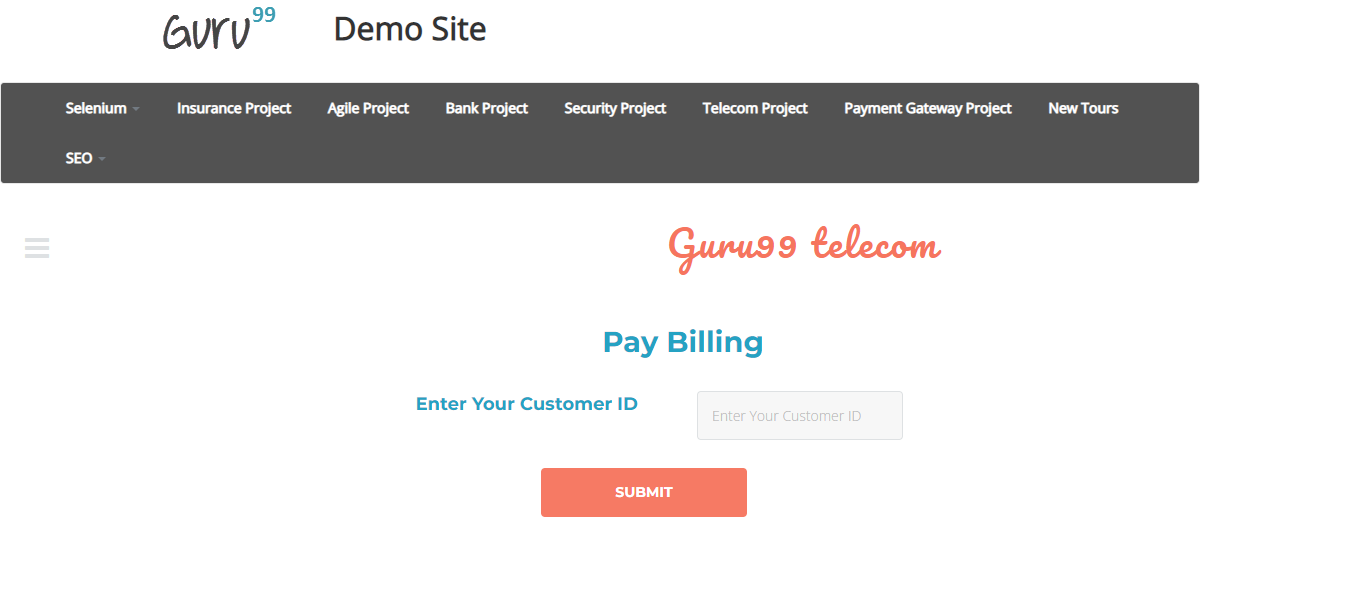 Guru99 Demo Site
Selenium Insurance Project Agile Project Bank Project Security Project Telecom Project Payment Gateway Project New Tours
SEO
Guru99 telecom
Pay Billing
Enter Your Customer ID Enter Your Customer ID
SUBMIT